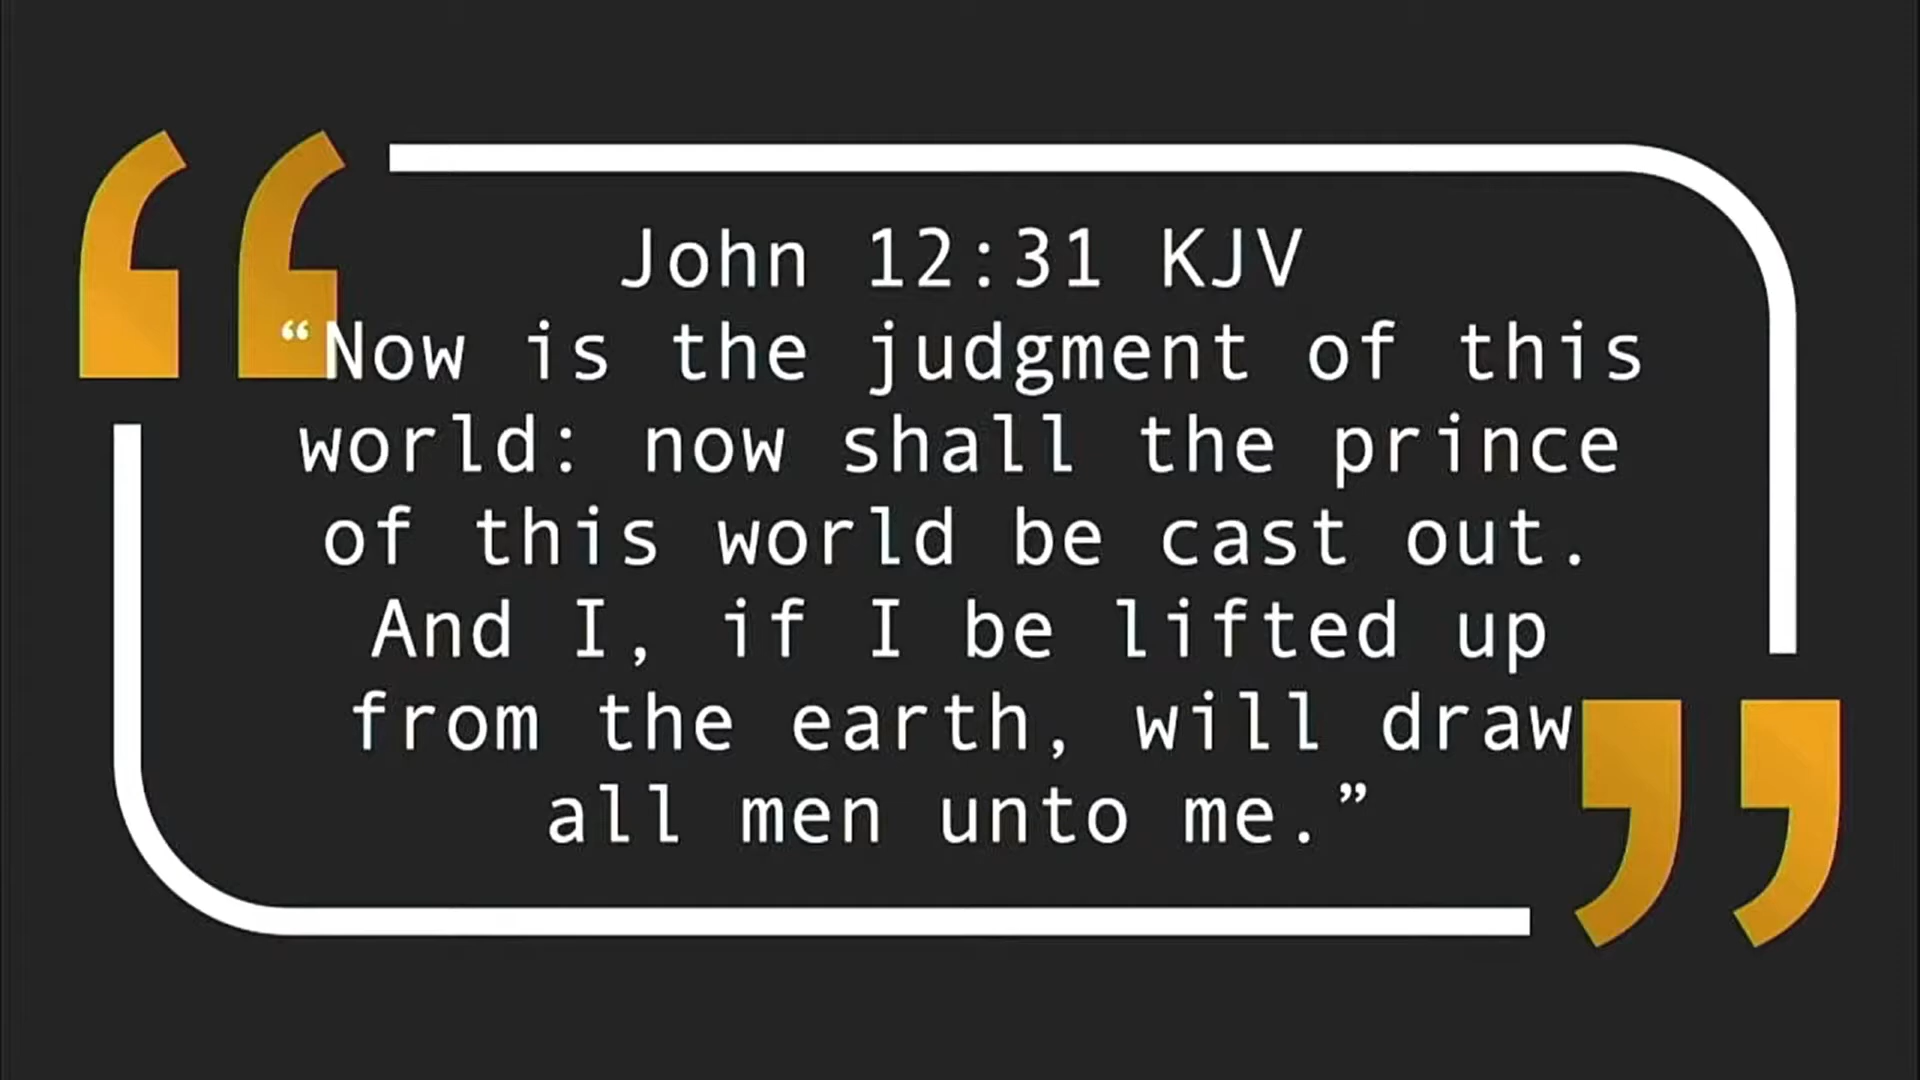 John 12:31 KJV
“Now is the judgment of this
world: now shall the prince
of this world be cast out.
And I, if I be lifted up
from the earth, will draw
all men unto me.”